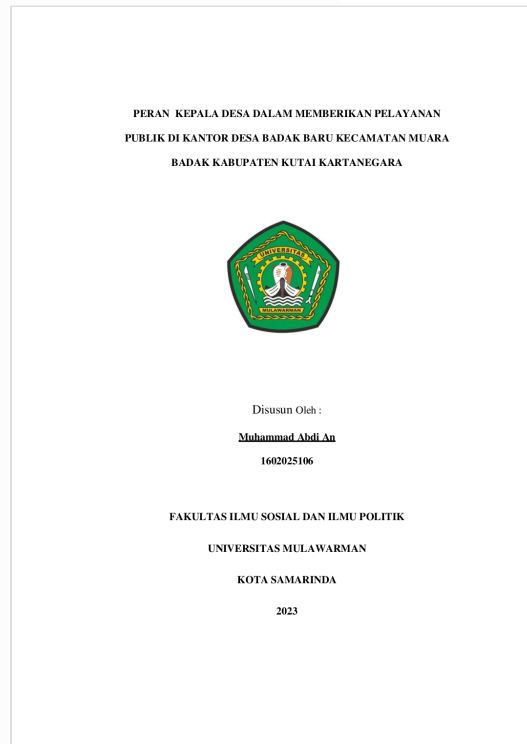 PERAN  KEPALA DESA DALAM MEMBERIKAN PELAYANAN
PUBLIK DI KANTOR DESA BADAK BARU KECAMATAN MUARA
BADAK KABUPATEN KUTAI KARTANEGARA
UNIVERSITAS
MULAWARMAN
Disusun Oleh :
Muhammad Abdi An
1602025106
FAKULTAS ILMU SOSIAL DAN ILMU POLITIK
UNIVERSITAS MULAWARMAN
KOTA SAMARINDA
2023